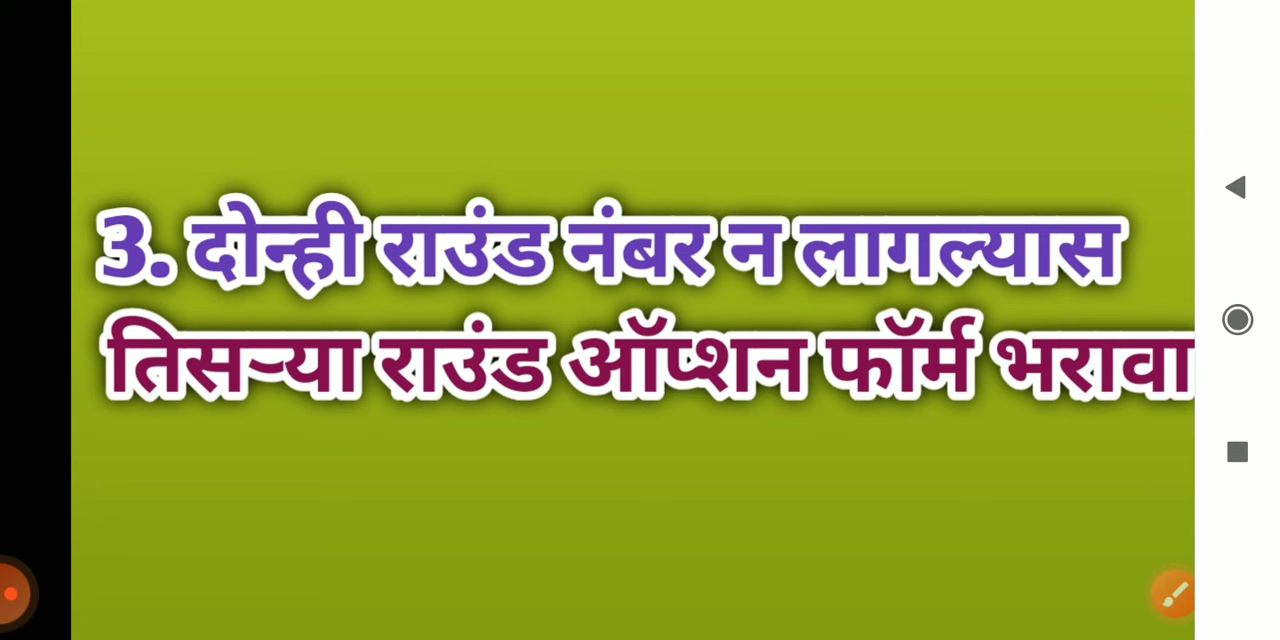 3. दोन्ही राउंड नंबर न लागल्यास
तिसऱ्या राउंड ऑप्शन फॉर्म भरावा